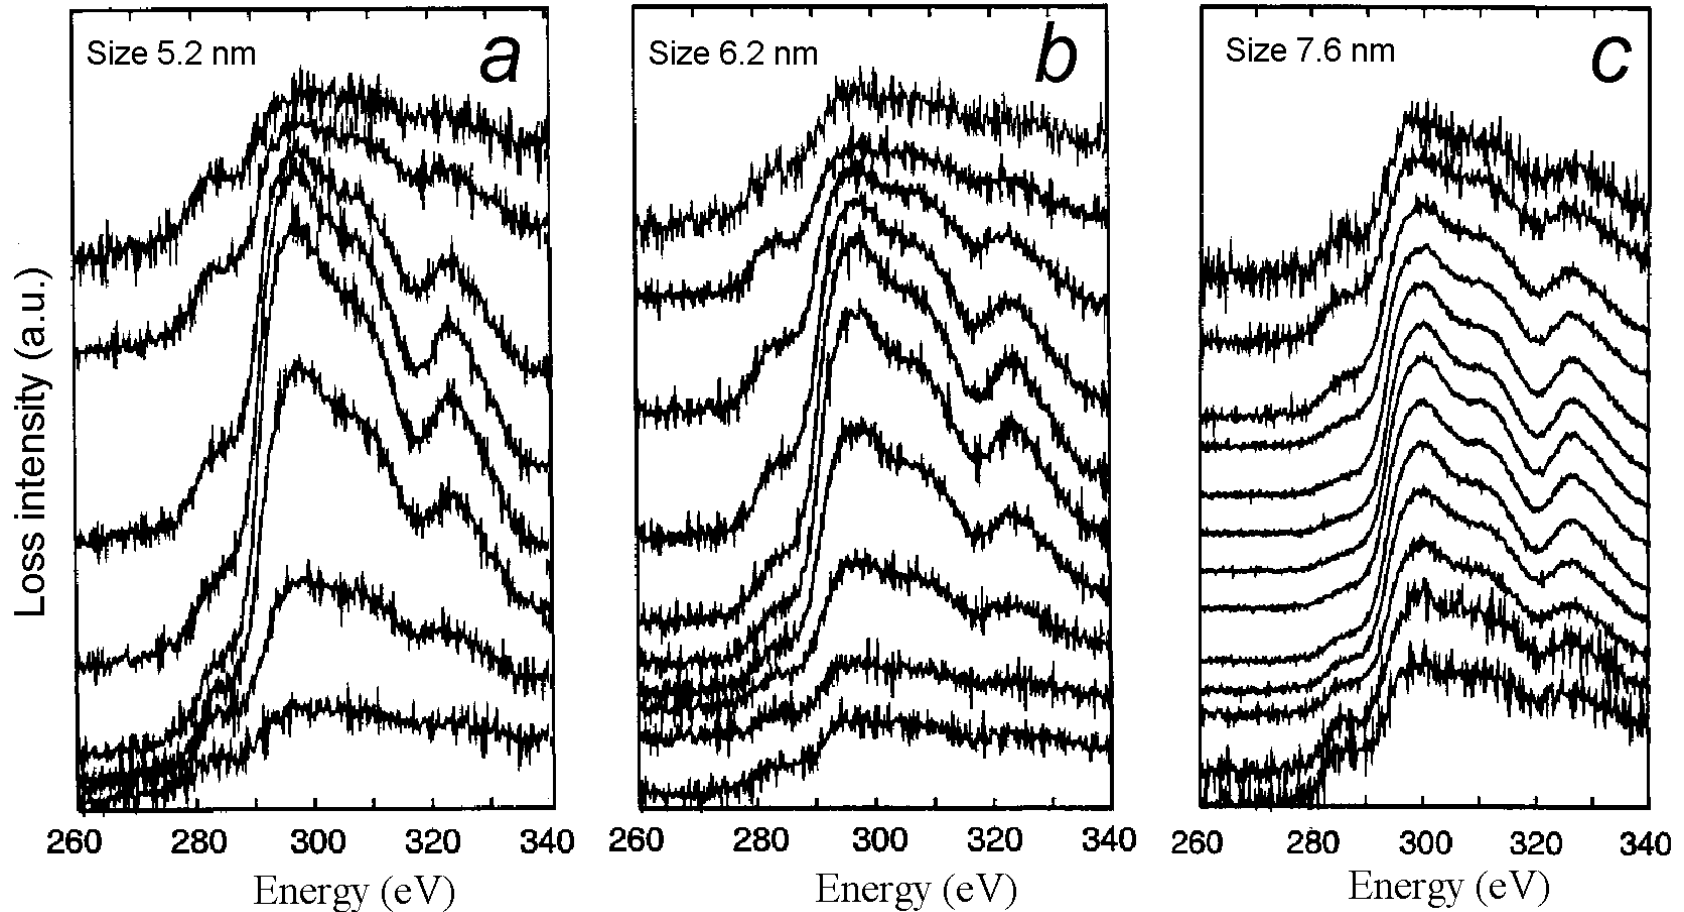 Size 5.2 nm
a
Size 6.2 nm
b
Size 7.6 nm
c
Loss intensity (a.u.)
260 280 300 320 340
260 280 300 320 340
260 280 300 320 340
Energy (eV)
Energy (eV)
Energy (eV)